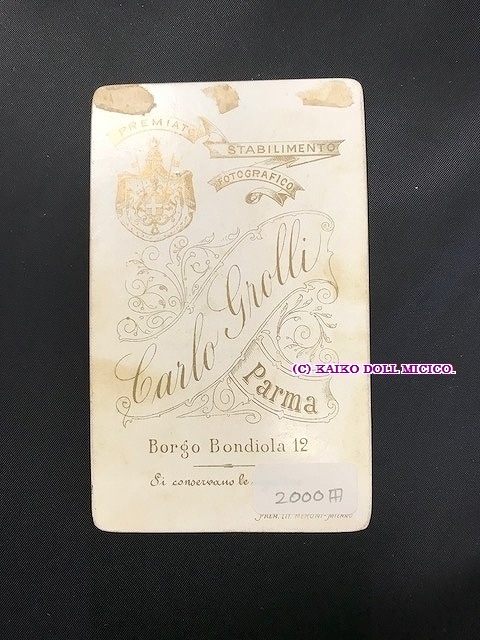 PREMIATO
STABILIMENTO
FOTOGRAFICO
Carlo Grolli
Parma
(C) KAIKO DOLL MICICO.
Borgo Bondiola 12
Si conservano le
2000円